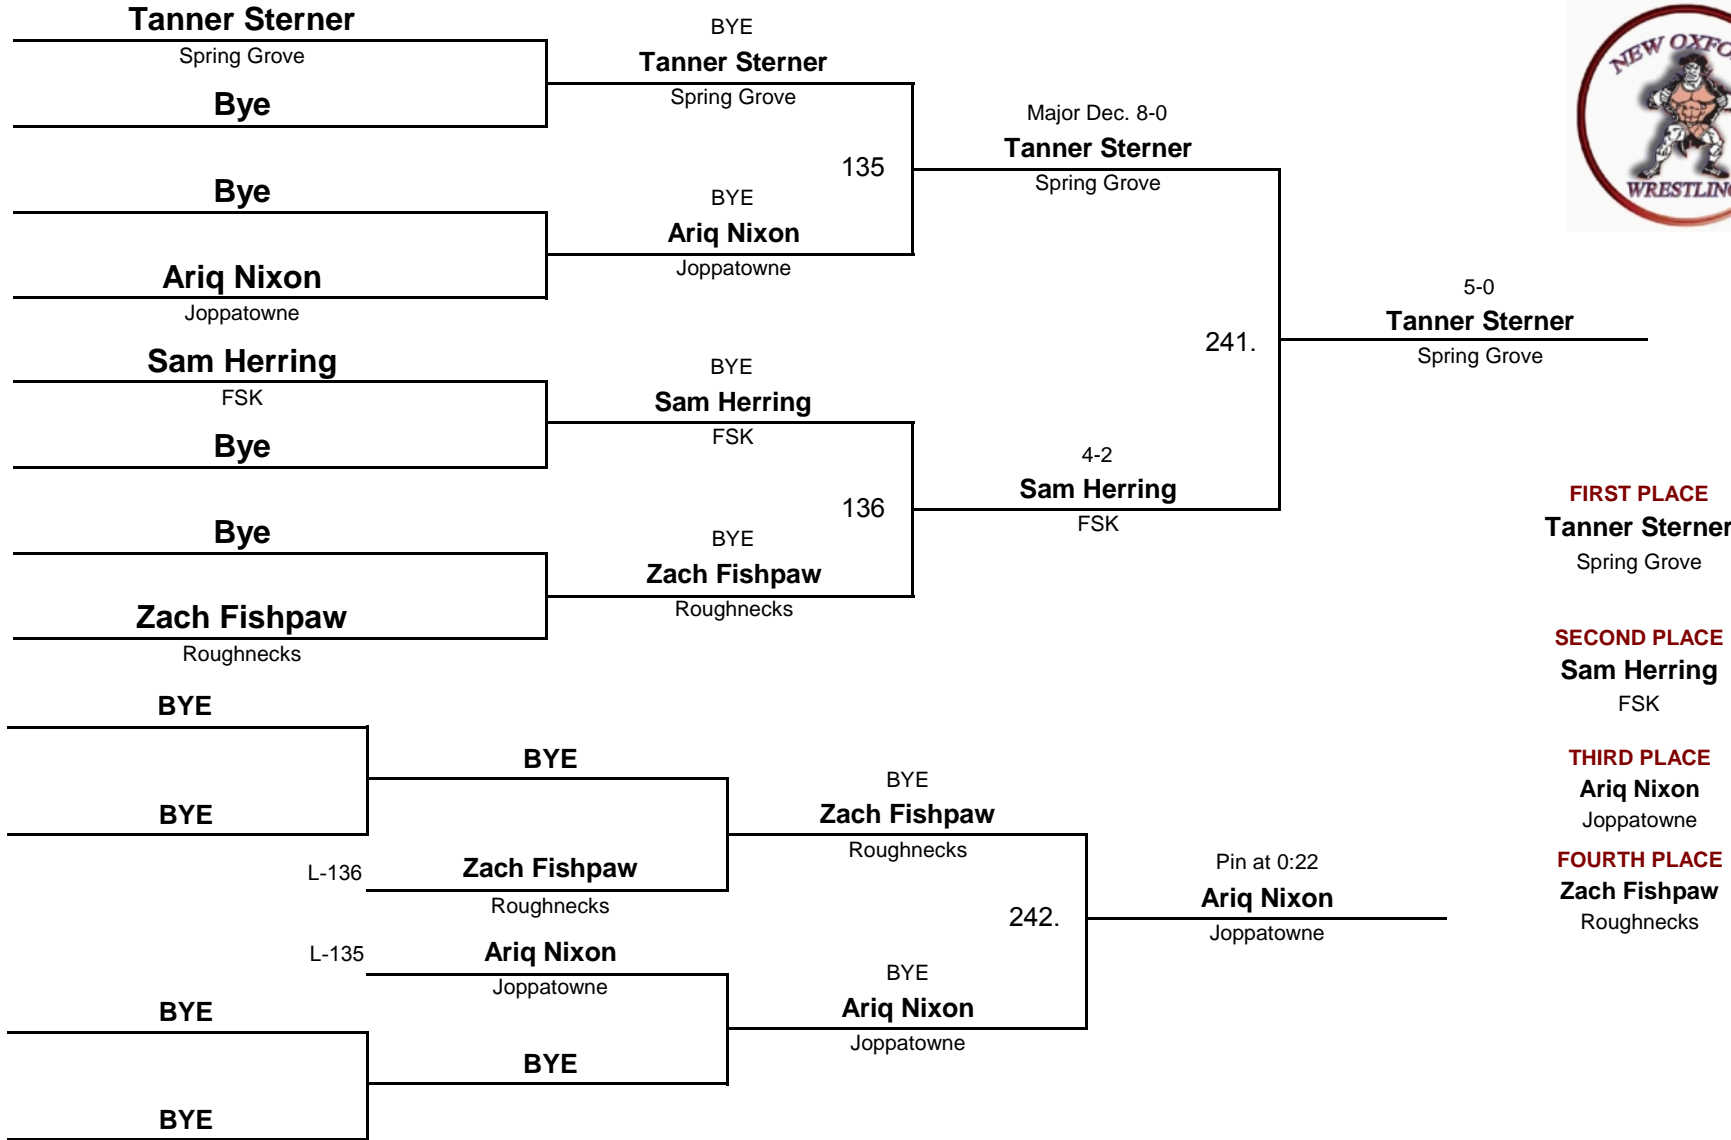 Tanner Sterner
Spring Grove
Bye
Bye
Ariq Nixon
Joppatowne
Sam Herring
FSK
Bye
Bye
Zach Fishpaw
Roughnecks
BYE
Tanner Sterner
Spring Grove
135
BYE
Ariq Nixon
Joppatowne
BYE
Sam Herring
FSK
136
BYE
Zach Fishpaw
Roughnecks
Major Dec. 8-0
Tanner Sterner
Spring Grove
241.
4-2
Sam Herring
FSK
5-0
Tanner Sterner
Spring Grove
NEW
WRESTLING
FIRST PLACE
Tanner Sterner
Spring Grove
SECOND PLACE
Sam Herring
FSK
THIRD PLACE
Ariq Nixon
Joppatowne
FOURTH PLACE
Zach Fishpaw
Roughnecks
BYE
BYE
BYE
L-136
Zach Fishpaw
Roughnecks
L-135
Ariq Nixon
Joppatowne
BYE
BYE
BYE
BYE
Zach Fishpaw
Roughnecks
242.
BYE
Ariq Nixon
Joppatowne
Pin at 0:22
Ariq Nixon
Joppatowne